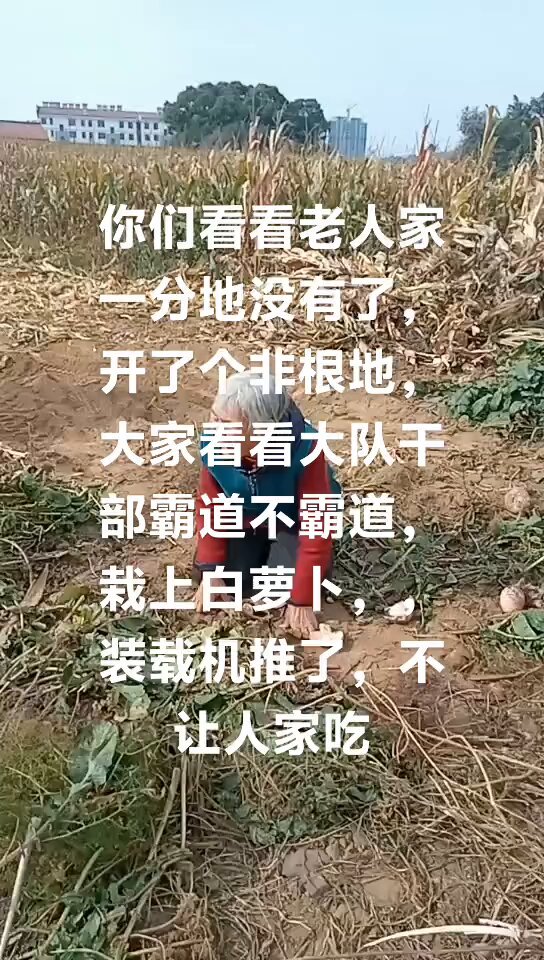 你们看看老人家
一分地没有了，
开了个非根地，
大家看看大队干
部霸道不霸道，
栽上白萝卜，，
装载机推了，不
让人家吃